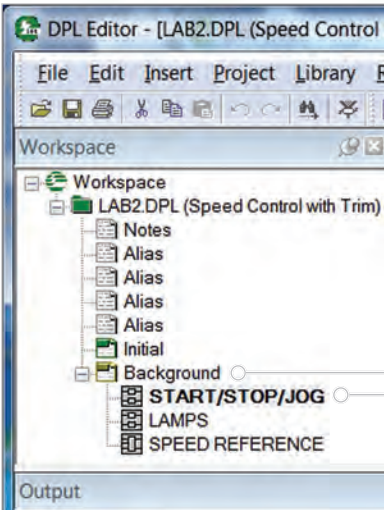 DPL Editor - [LAB2.DPL (Speed Control
File Edit Insert Project Library
Workspace
Workspace
LAB2.DPL (Speed Control with Trim)
Notes
Alias
Alias
Alias
Alias
Initial
Background
START/STOP/JOG
LAMPS
SPEED REFERENCE
Output